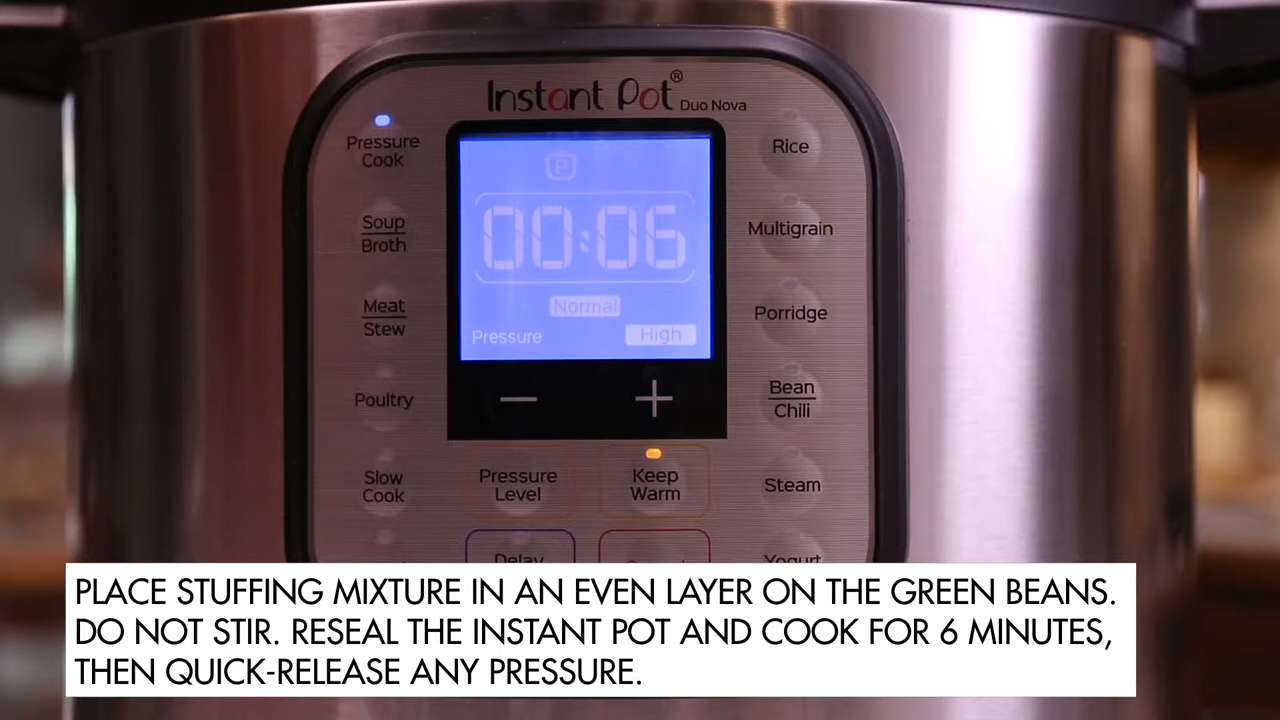 Instant Pot® Duo Nova
Pressure
Cook
Soup
Broth
Meat
Stew
Poultry
Slow
Cook
P
00:06
Normal
Pressure High
− +
Pressure
Level
Keep
Warm
Delay
Rice
Multigrain
Porridge
Bean
Chili
Steam
Yogurt
PLACE STUFFING MIXTURE IN AN EVEN LAYER ON THE GREEN BEANS.
DO NOT STIR. RESEAL THE INSTANT POT AND COOK FOR 6 MINUTES,
THEN QUICK-RELEASE ANY PRESSURE.